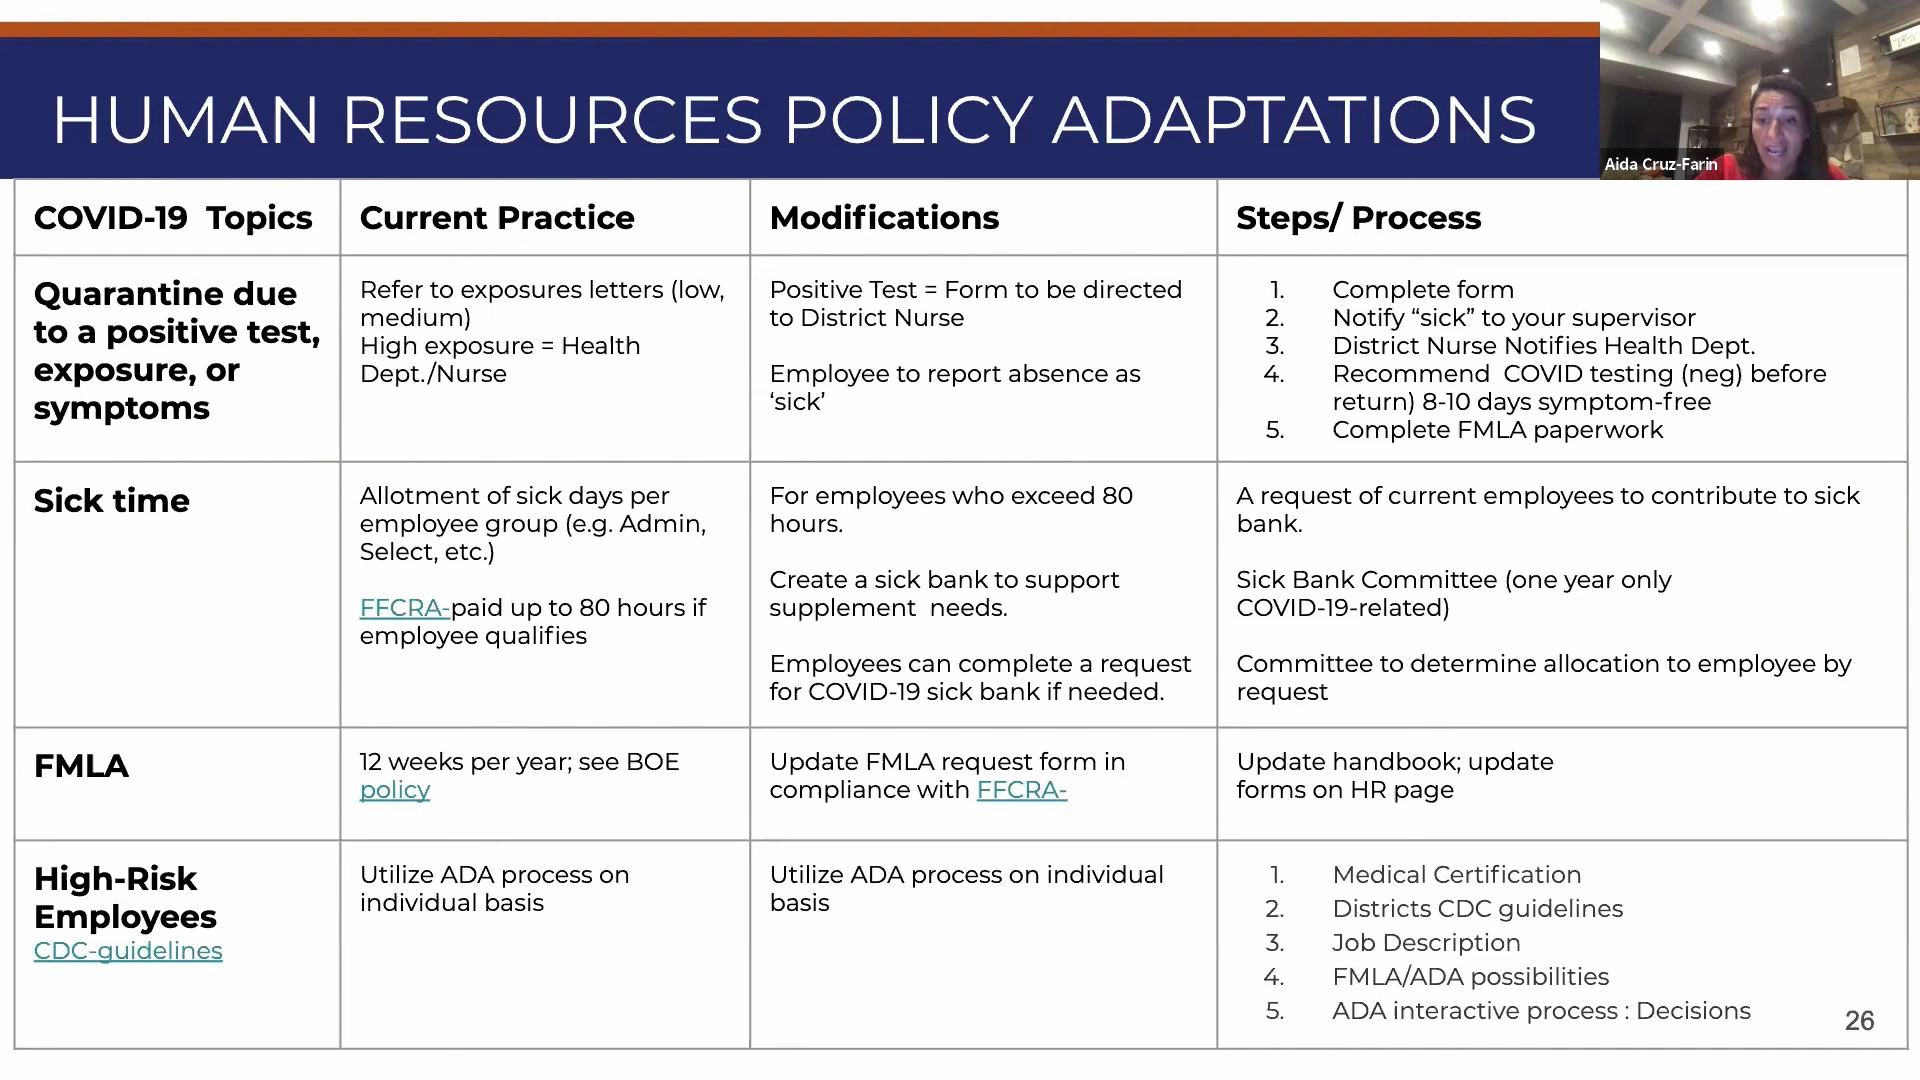 HUMAN RESOURCES POLICY ADAPTATIONS
Aida Cruz-Farin
COVID-19  Topics
Current Practice
Modifications
Steps/ Process
Quarantine due
to a positive test,
exposure, or
symptoms
Refer to exposures letters (low,
medium)
High exposure = Health
Dept./Nurse
Positive Test = Form to be directed
to District Nurse
Employee to report absence as
‘sick’
1. Complete form
2. Notify “sick” to your supervisor
3. District Nurse Notifies Health Dept.
4. Recommend  COVID testing (neg) before
return) 8-10 days symptom-free
5. Complete FMLA paperwork
Sick time
Allotment of sick days per
employee group (e.g. Admin,
Select, etc.)
FFCRA-paid up to 80 hours if
employee qualifies
For employees who exceed 80
hours.
Create a sick bank to support
supplement  needs.
Employees can complete a request
for COVID-19 sick bank if needed.
A request of current employees to contribute to sick
bank.
Sick Bank Committee (one year only
COVID-19-related)
Committee to determine allocation to employee by
request
FMLA
12 weeks per year; see BOE
policy
Update FMLA request form in
compliance with FFCRA-
Update handbook; update
forms on HR page
High-Risk
Employees
CDC-guidelines
Utilize ADA process on
individual basis
Utilize ADA process on individual
basis
1. Medical Certification
2. Districts CDC guidelines
3. Job Description
4. FMLA/ADA possibilities
5. ADA interactive process : Decisions
26